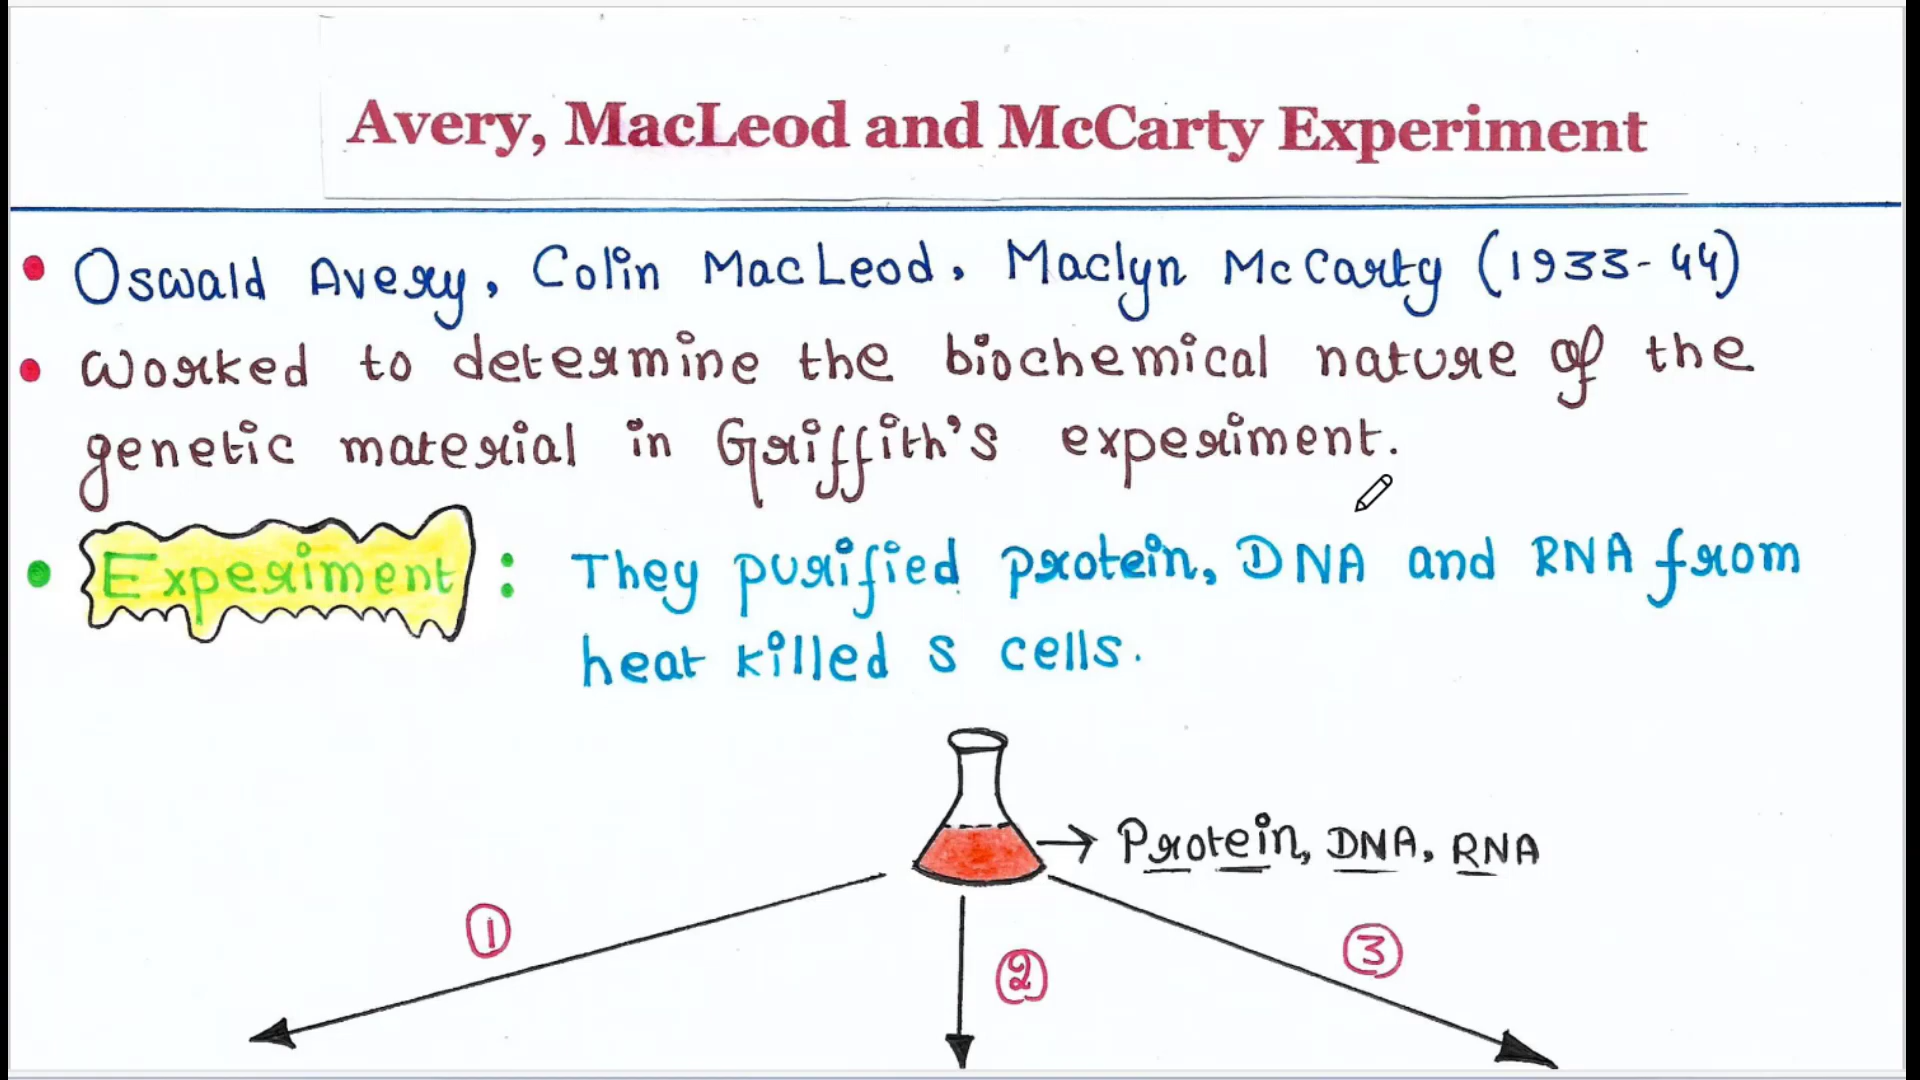 Avery, MacLeod and McCarty Experiment
• Oswald Avery, Colin MacLeod, Maclyn McCarty (1933-44)
• Worked to determine the biochemical nature of the
genetic material in Griffith's experiment.
• Experiment : They purified protein, DNA and RNA from
heat killed S cells.
→ Protein, DNA, RNA
1
2
3